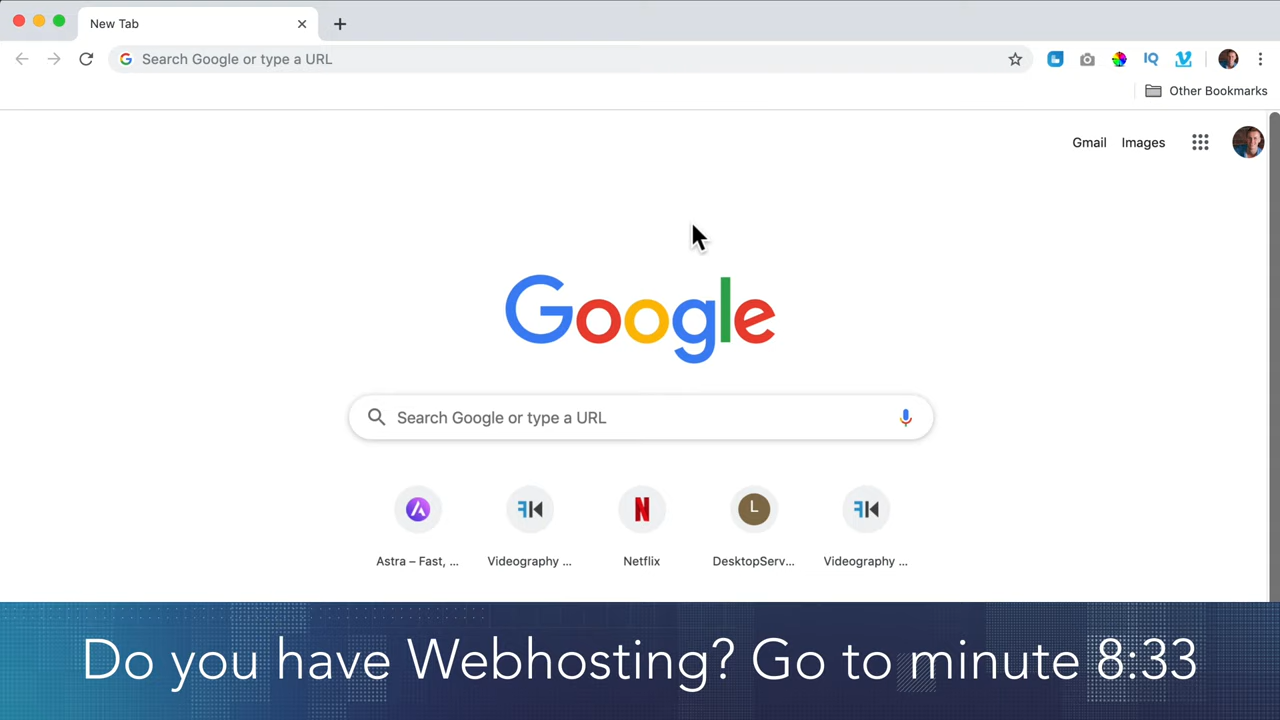 New Tab
Search Google or type a URL
IQ
Other Bookmarks
Gmail Images
Google
Search Google or type a URL
N L
Astra – Fast, ... Videography ... Netflix DesktopServ... Videography ...
Do you have Webhosting? Go to minute 8:33